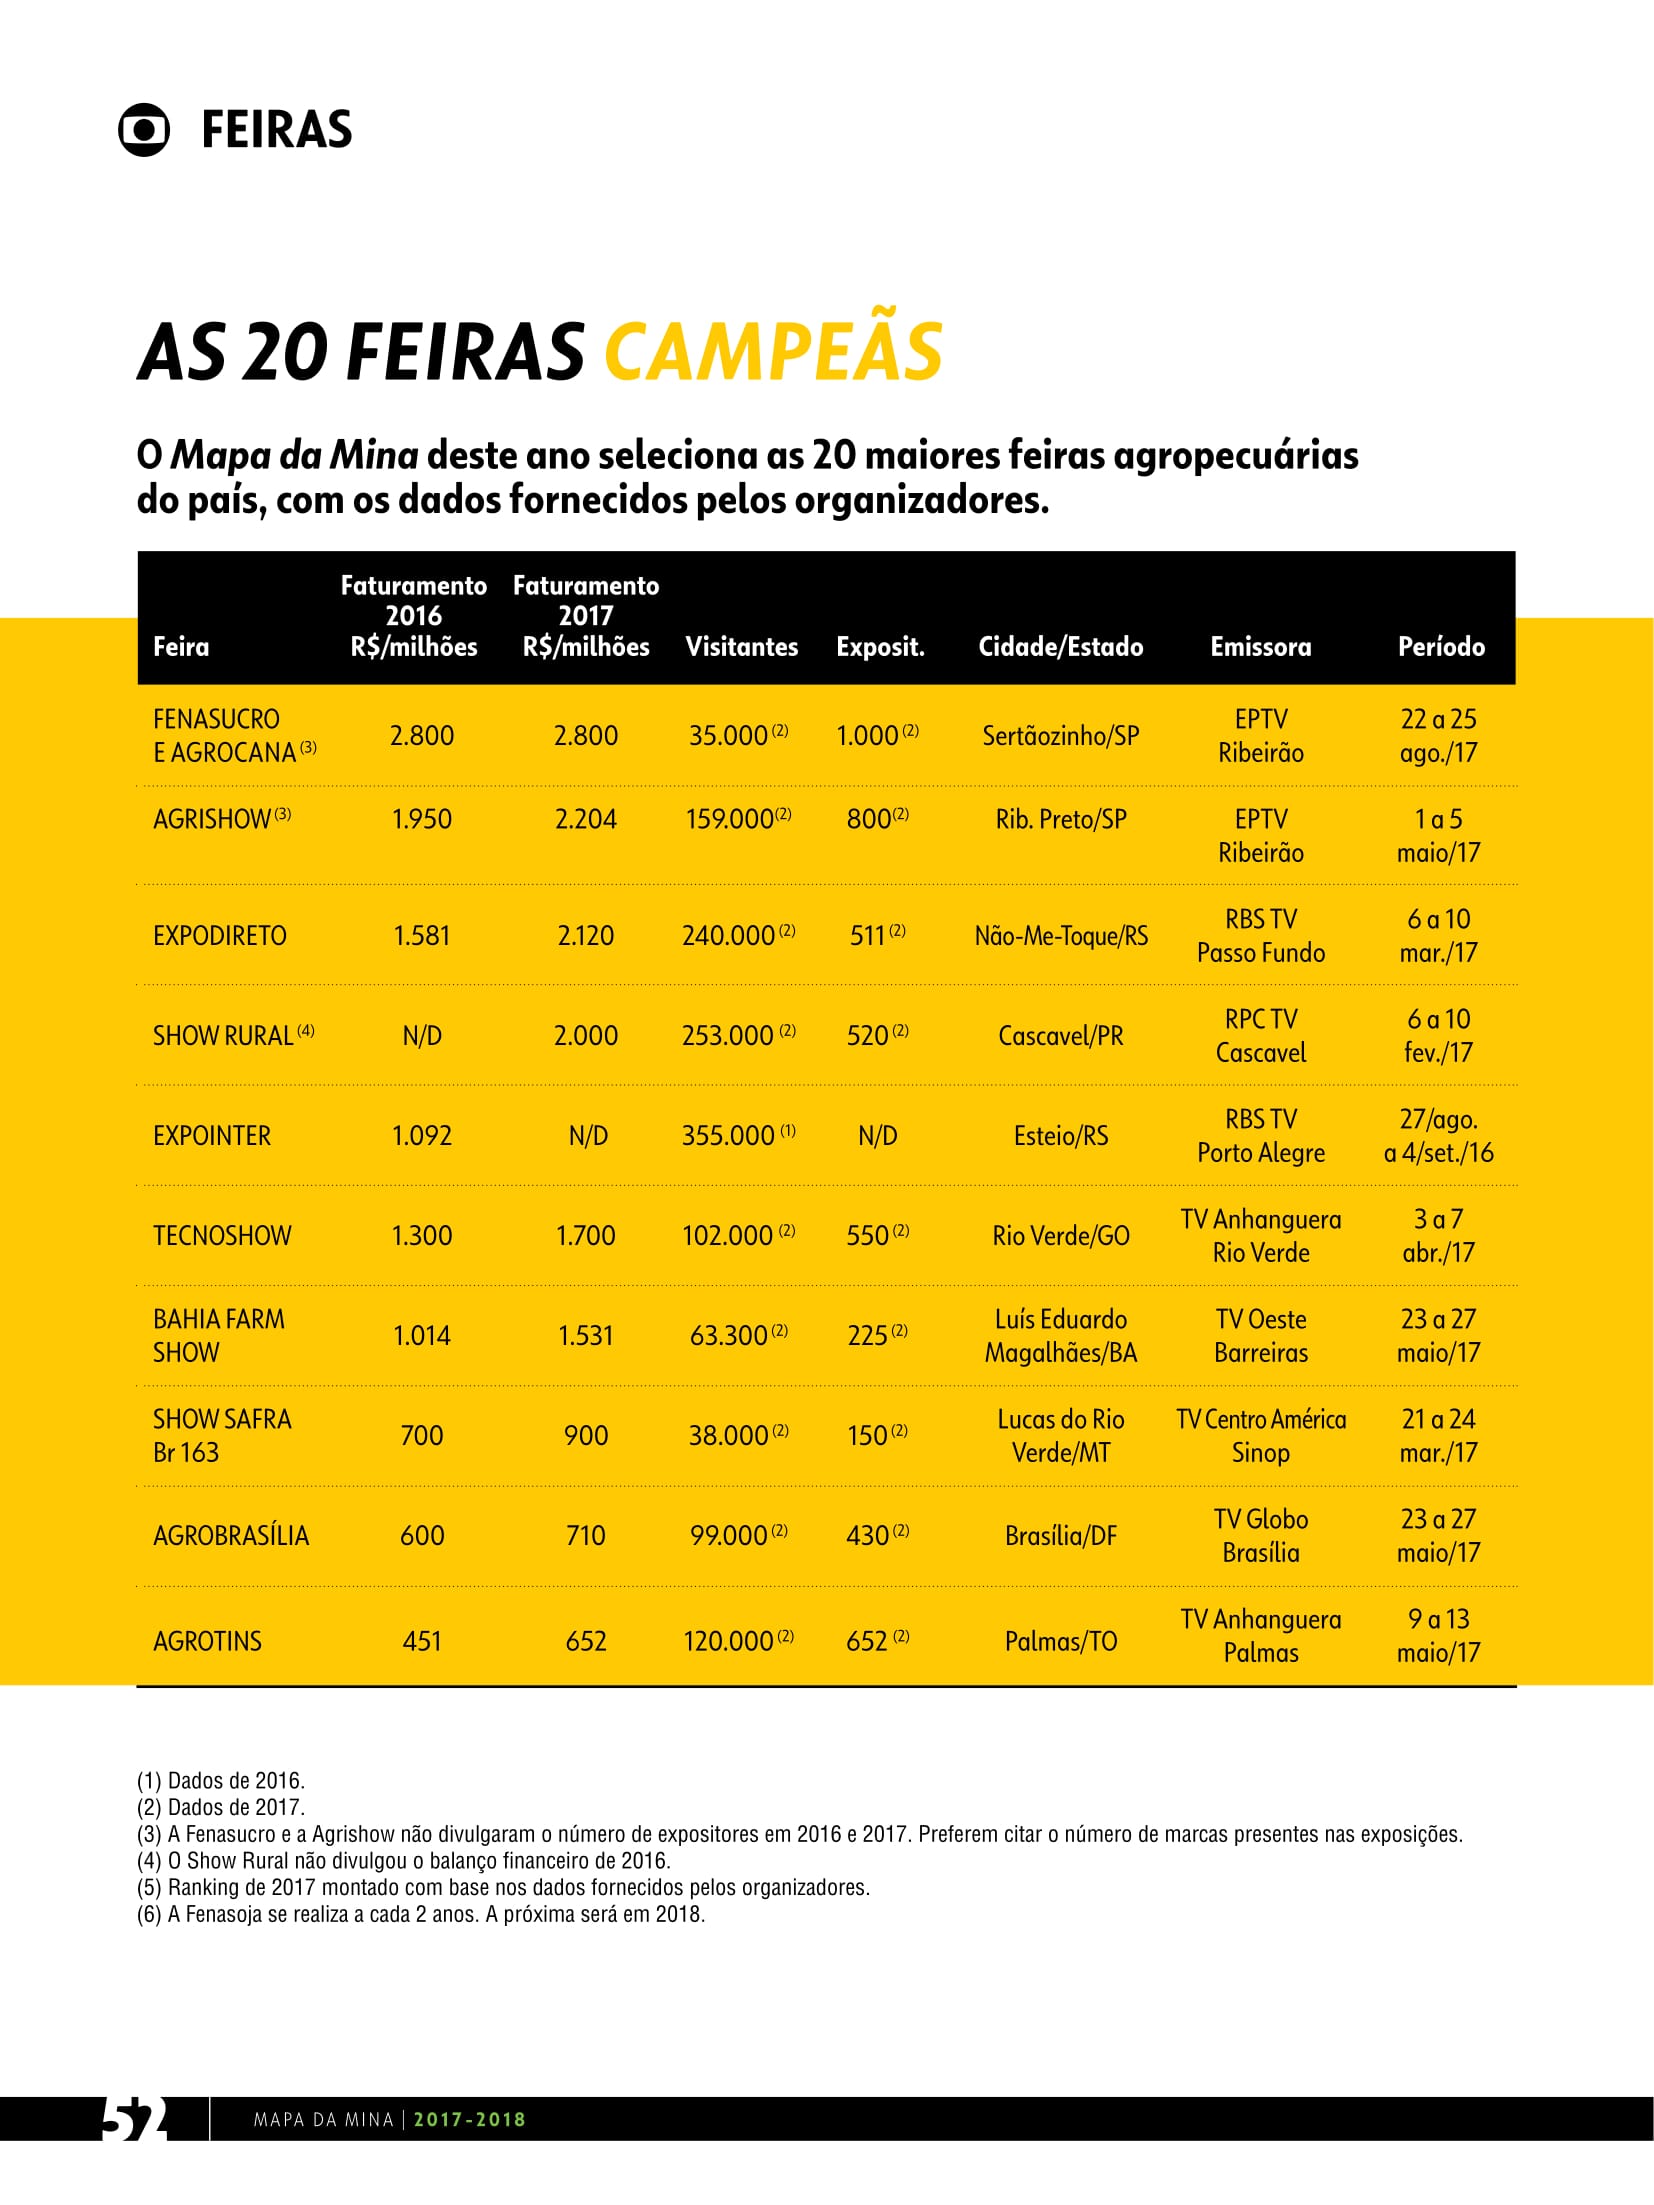 FEIRAS
AS 20 FEIRAS CAMPEÃS
O Mapa da Mina deste ano seleciona as 20 maiores feiras agropecuárias
do país, com os dados fornecidos pelos organizadores.
Feira Faturamento 2016 R$/milhões Faturamento 2017 R$/milhões Visitantes Exposit. Cidade/Estado Emissora Período
FENASUCRO E AGROCANA (3) 2.800 2.800 35.000 (2) 1.000 (2) Sertãozinho/SP EPTV Ribeirão 22 a 25 ago./17
AGRISHOW (3) 1.950 2.204 159.000 (2) 800 (2) Rib. Preto/SP EPTV Ribeirão 1 a 5 maio/17
EXPODIRETO 1.581 2.120 240.000 (2) 511 (2) Não-Me-Toque/RS RBS TV Passo Fundo 6 a 10 mar./17
SHOW RURAL (4) N/D 2.000 253.000 (2) 520 (2) Cascavel/PR RPC TV Cascavel 6 a 10 fev./17
EXPOINTER 1.092 N/D 355.000 (1) N/D Esteio/RS RBS TV Porto Alegre 27/ago. a 4/set./16
TECNOSHOW 1.300 1.700 102.000 (2) 550 (2) Rio Verde/GO TV Anhanguera Rio Verde 3 a 7 abr./17
BAHIA FARM SHOW 1.014 1.531 63.300 (2) 225 (2) Luís Eduardo Magalhães/BA TV Oeste Barreiras 23 a 27 maio/17
SHOW SAFRA Br 163 700 900 38.000 (2) 150 (2) Lucas do Rio Verde/MT TV Centro América Sinop 21 a 24 mar./17
AGROBRASÍLIA 600 710 99.000 (2) 430 (2) Brasília/DF TV Globo Brasília 23 a 27 maio/17
AGROTINS 451 652 120.000 (2) 652 (2) Palmas/TO TV Anhanguera Palmas 9 a 13 maio/17
(1) Dados de 2016.
(2) Dados de 2017.
(3) A Fenasucro e a Agrishow não divulgaram o número de expositores em 2016 e 2017. Preferem citar o número de marcas presentes nas exposições.
(4) O Show Rural não divulgou o balanço financeiro de 2016.
(5) Ranking de 2017 montado com base nos dados fornecidos pelos organizadores.
(6) A Fenasoja se realiza a cada 2 anos. A próxima será em 2018.
52 MAPA DA MINA | 2017-2018